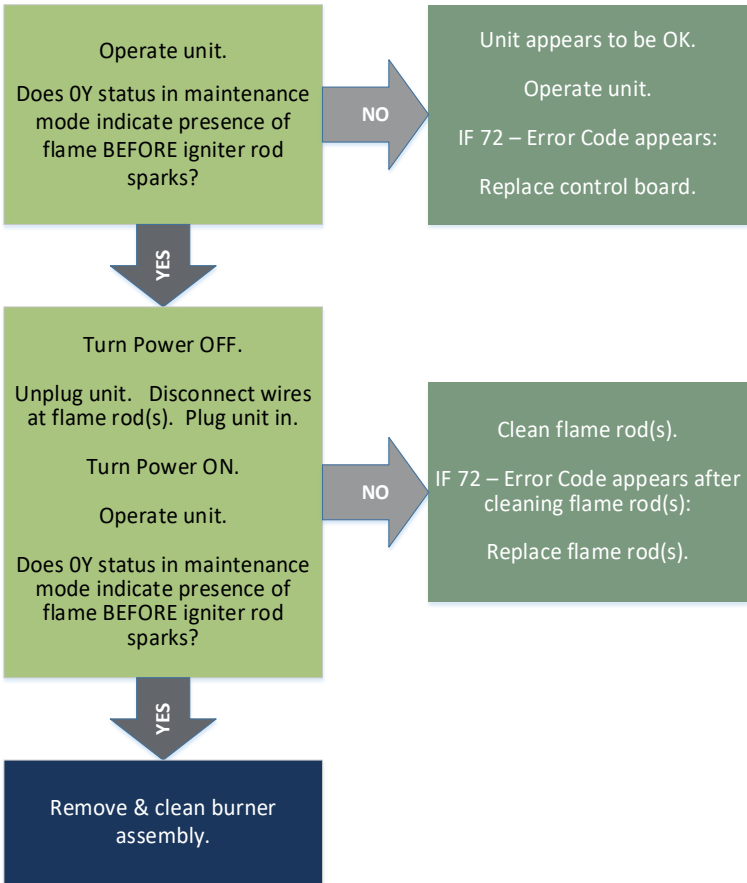 Operate unit.
Does 0Y status in maintenance
mode indicate presence of
flame BEFORE igniter rod
sparks?
NO
Unit appears to be OK.
Operate unit.
IF 72 – Error Code appears:
Replace control board.
YES
Turn Power OFF.
Unplug unit.   Disconnect wires
at flame rod(s).  Plug unit in.
Turn Power ON.
Operate unit.
Does 0Y status in maintenance
mode indicate presence of
flame BEFORE igniter rod
sparks?
NO
Clean flame rod(s).
IF 72 – Error Code appears after
cleaning flame rod(s):
Replace flame rod(s).
YES
Remove & clean burner
assembly.